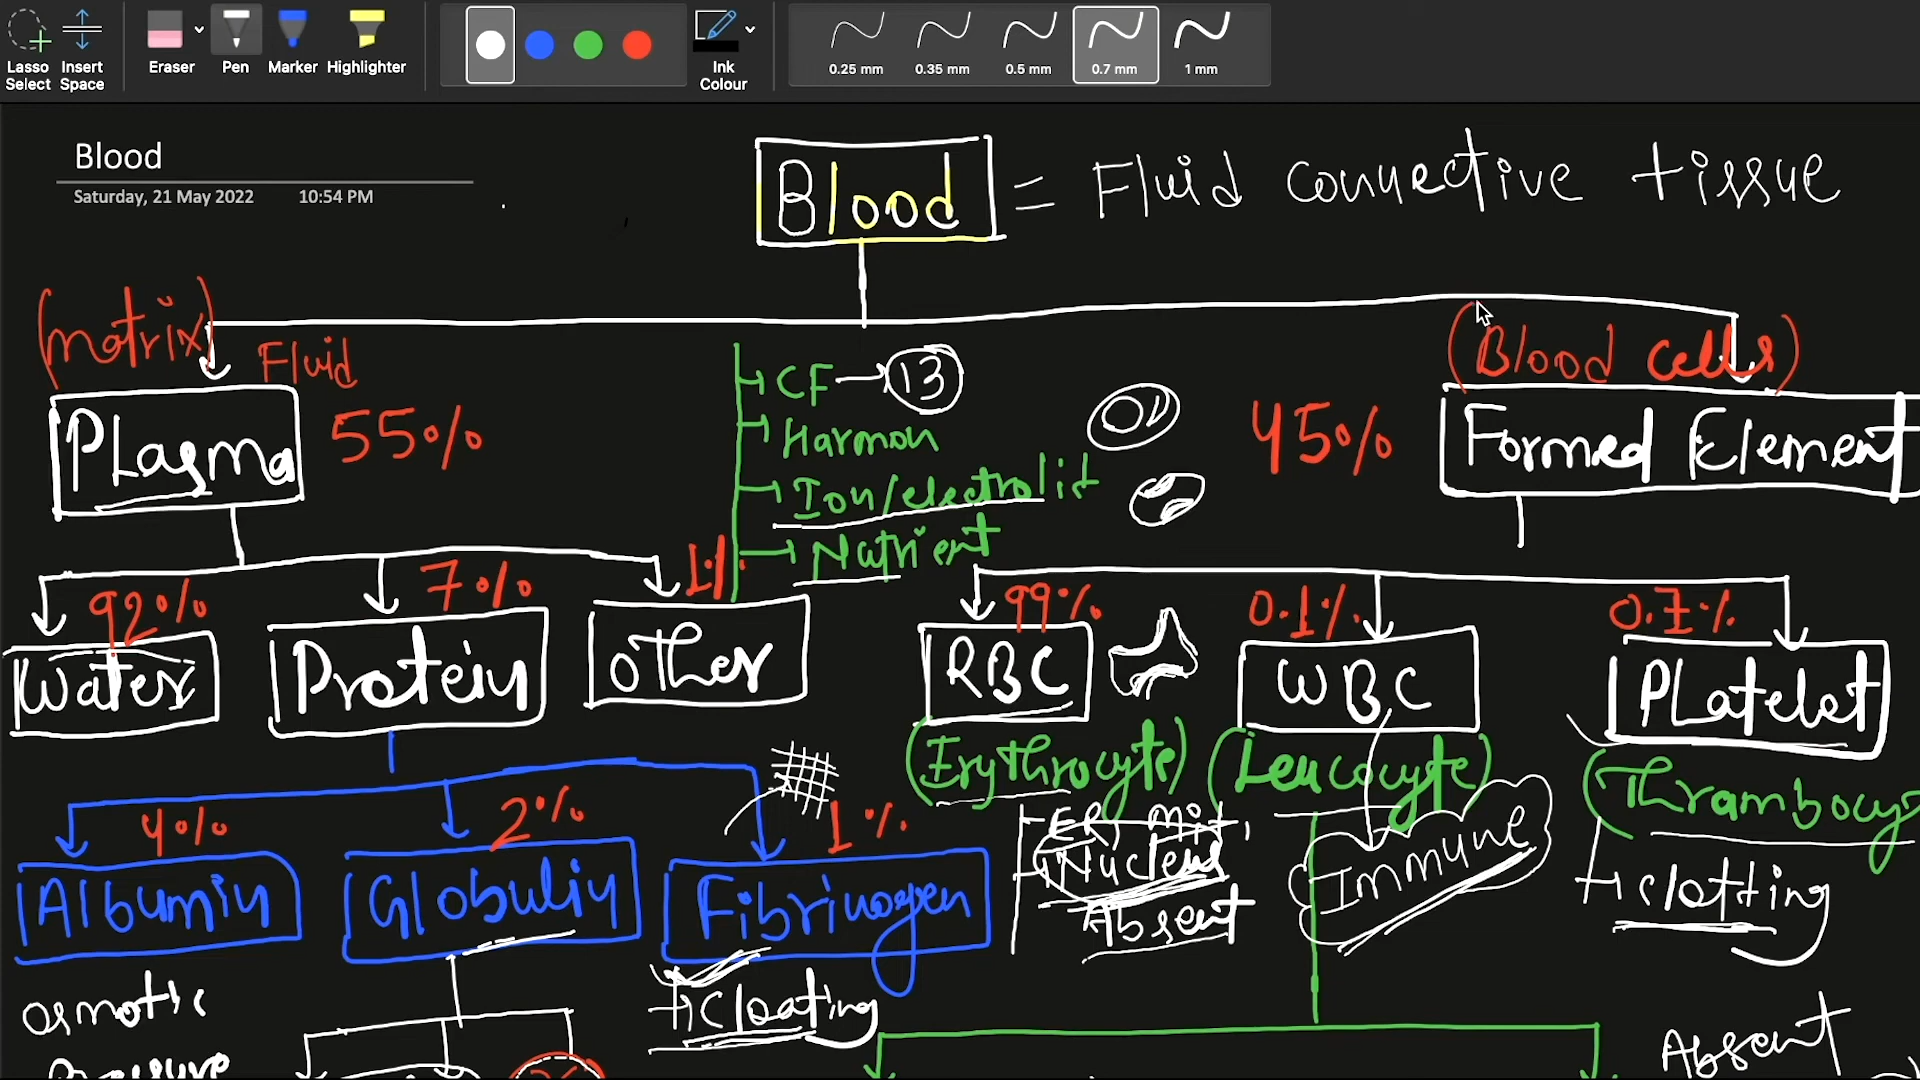 Lasso Select
Insert Space
Eraser
Pen
Marker
Highlighter
Ink Colour
0.25 mm
0.35 mm
0.5 mm
0.7 mm
1 mm
Blood
Saturday, 21 May 2022 10:54 PM
Blood = Fluid connective tissue
(matrix)
Fluid
Plasma 55%
CF → 13
Harmon
Ion/electrolit
Nutrient
(Blood cells)
45% Formed Element
92% 7% 1%
Water Protein other
99% 0.1% 0.7%
RBC WBC Platelet
(Erythrocyte) (Leucocyte) (Thrambocy
4% 2% 1%
Albumin Globulin Fibrinogen
ER, Mit,
Nucleus
Absent
Immune
clotting
osmotic
pressure
Cloating
Absent